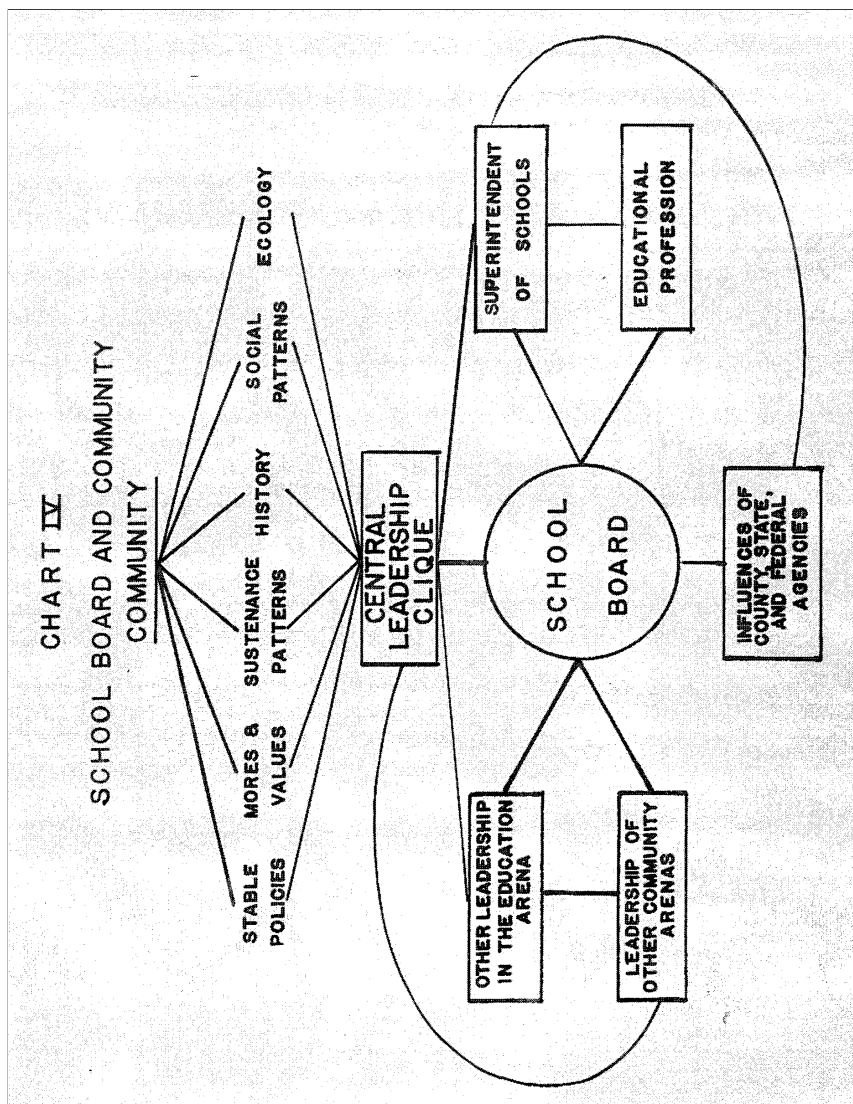 CHART IV
SCHOOL BOARD AND COMMUNITY
COMMUNITY
STABLE
POLICIES
MORES &
VALUES
SUSTENANCE
PATTERNS
HISTORY
SOCIAL
PATTERNS
ECOLOGY
CENTRAL
LEADERSHIP
CLIQUE
OTHER LEADERSHIP
IN THE EDUCATION
ARENA
SUPERINTENDENT
OF SCHOOLS
SCHOOL
BOARD
LEADERSHIP OF
OTHER COMMUNITY
ARENAS
EDUCATIONAL
PROFESSION
INFLUENCES OF
COUNTY, STATE,
AND FEDERAL
AGENCIES